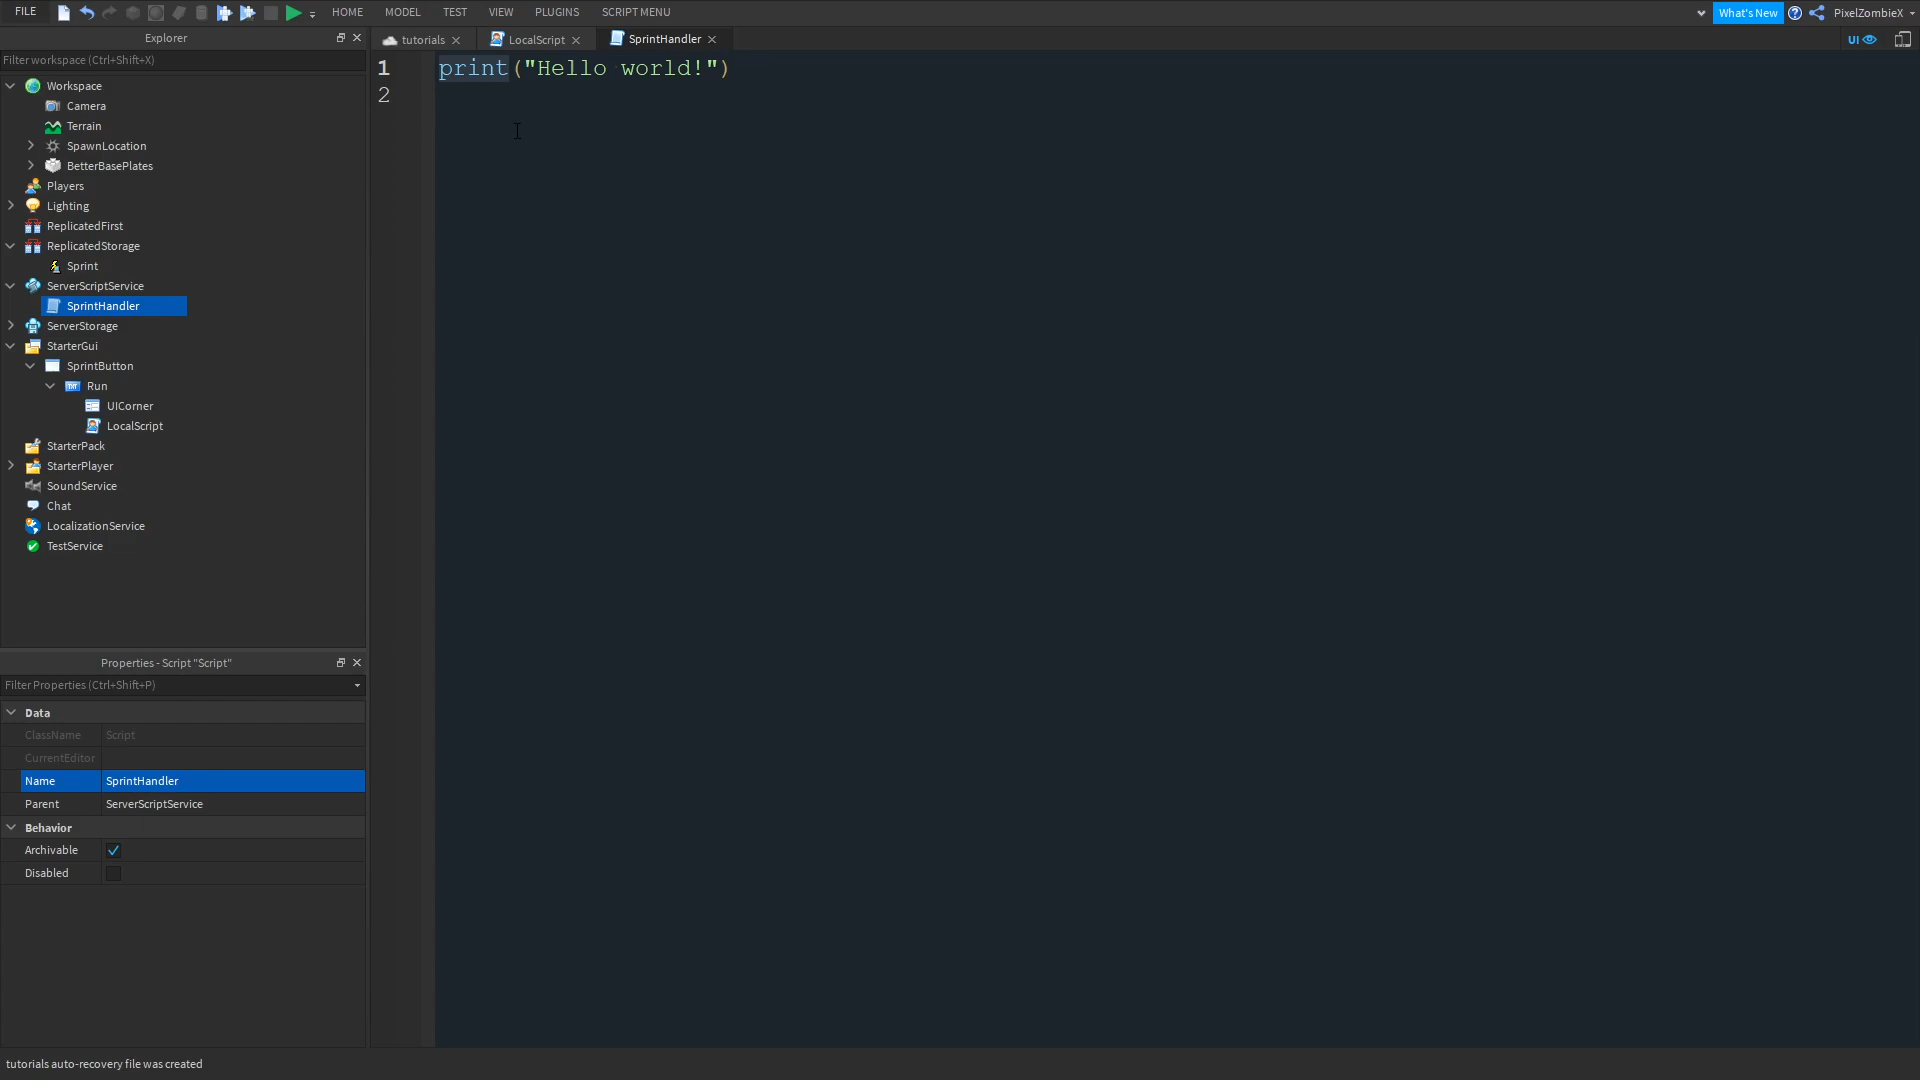 FILE HOME MODEL TEST VIEW PLUGINS SCRIPT MENU What's New PixelZombieX
Explorer
Filter workspace (Ctrl+Shift+X)
Workspace
Camera
Terrain
SpawnLocation
BetterBasePlates
Players
Lighting
ReplicatedFirst
ReplicatedStorage
Sprint
ServerScriptService
SprintHandler
ServerStorage
StarterGui
SprintButton
Run
UICorner
LocalScript
StarterPack
StarterPlayer
SoundService
Chat
LocalizationService
TestService
Properties - Script "Script"
Filter Properties (Ctrl+Shift+P)
Data
ClassName Script
CurrentEditor
Name SprintHandler
Parent ServerScriptService
Behavior
Archivable
Disabled
tutorials LocalScript SprintHandler UI
1 print("Hello world!")
2
tutorials auto-recovery file was created